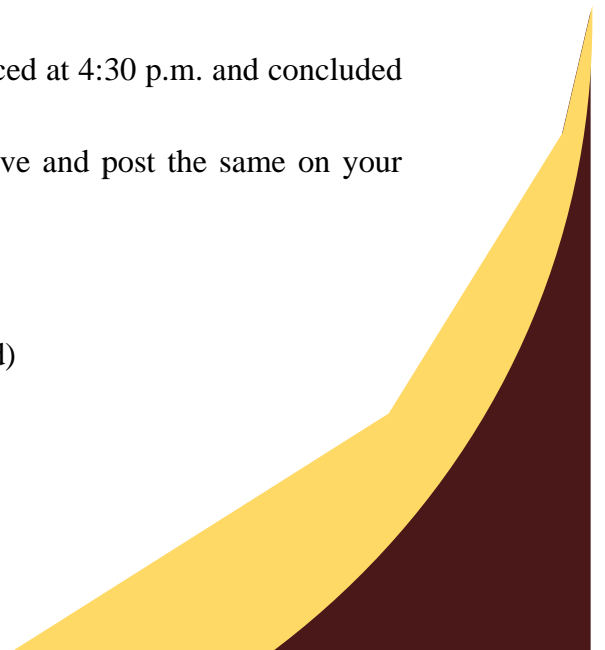 ced at 4:30 p.m. and concluded
ve and post the same on your
d)